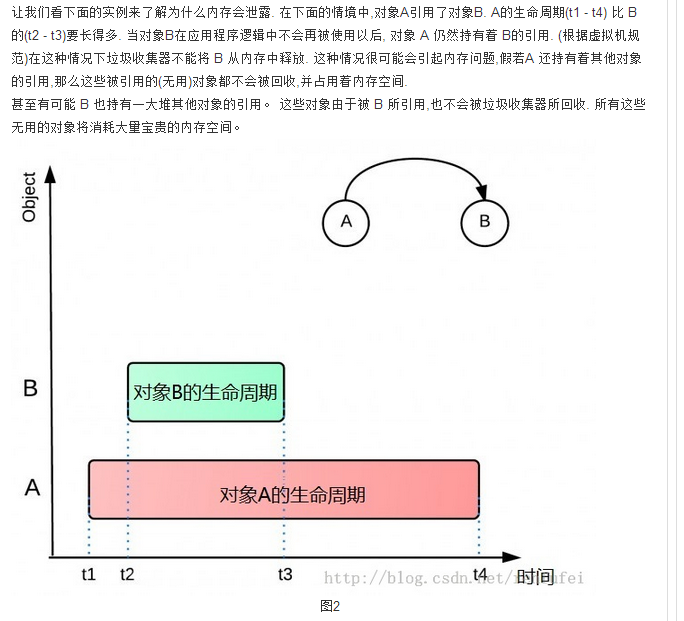 让我们看下面的实例来了解为什么内存会泄露. 在下面的情境中,对象A引用了对象B. A的生命周期(t1 - t4) 比 B
的(t2 - t3)要长得多. 当对象B在应用程序逻辑中不会再被使用以后, 对象 A 仍然持有着 B的引用. (根据虚拟机规
范)在这种情况下垃圾收集器不能将 B 从内存中释放. 这种情况很可能会引起内存问题,假若A 还持有着其他对象
的引用,那么这些被引用的(无用)对象都不会被回收,并占用着内存空间.
甚至有可能 B 也持有一大堆其他对象的引用。 这些对象由于被 B 所引用,也不会被垃圾收集器所回收. 所有这些
无用的对象将消耗大量宝贵的内存空间。
Object
A
B
B
对象B的生命周期
A
对象A的生命周期
t1
t2
t3
t4
时间
http://blog.csdn.net/
图2